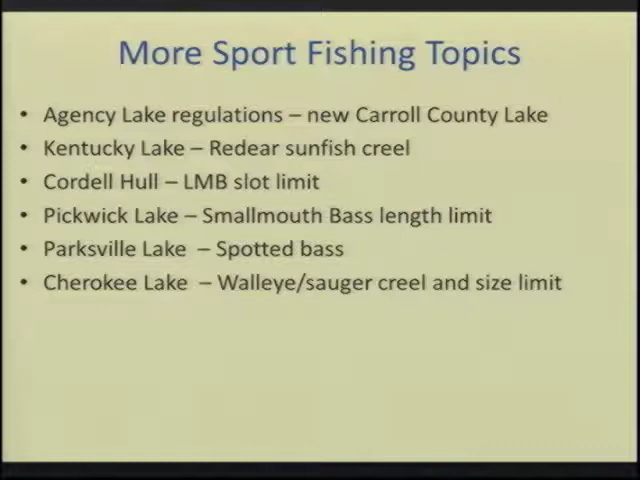 More Sport Fishing Topics
• Agency Lake regulations – new Carroll County Lake
• Kentucky Lake – Redear sunfish creel
• Cordell Hull – LMB slot limit
• Pickwick Lake – Smallmouth Bass length limit
• Parksville Lake – Spotted bass
• Cherokee Lake – Walleye/sauger creel and size limit